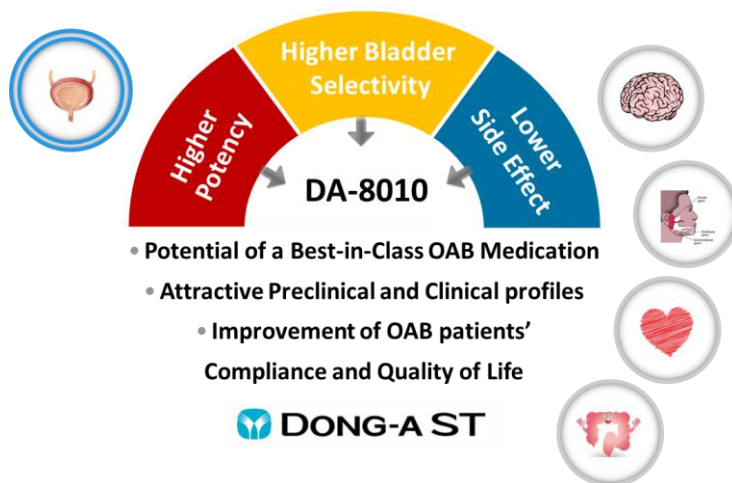 Higher Bladder
Selectivity
Higher
Potency
Lower
Side Effect
DA-8010
• Potential of a Best-in-Class OAB Medication
• Attractive Preclinical and Clinical profiles
• Improvement of OAB patients’
Compliance and Quality of Life
DONG-A ST